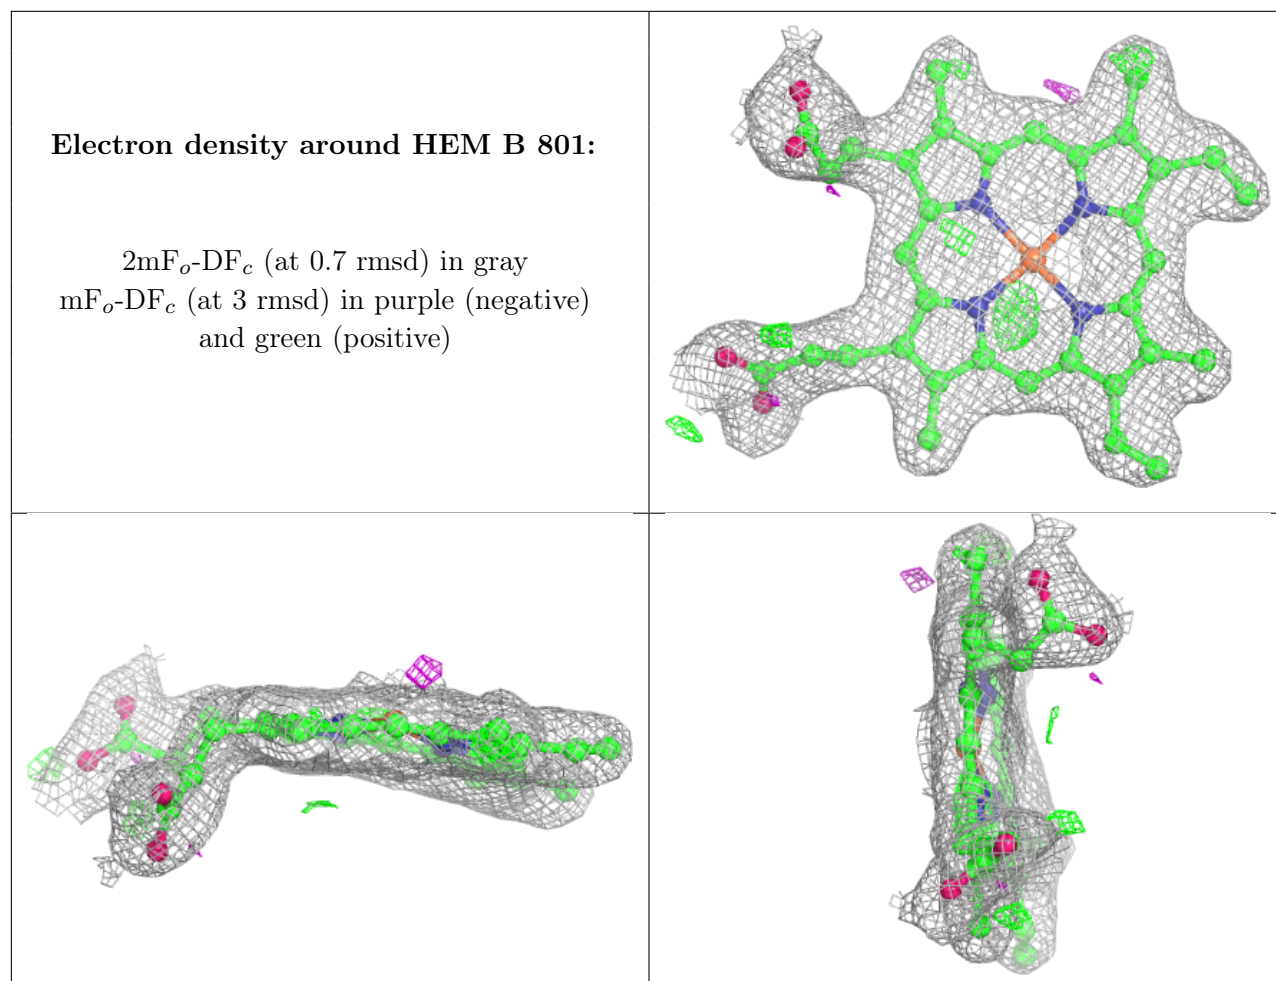 Electron density around HEM B 801:
2mFo-DFc (at 0.7 rmsd) in gray
mFo-DFc (at 3 rmsd) in purple (negative)
and green (positive)